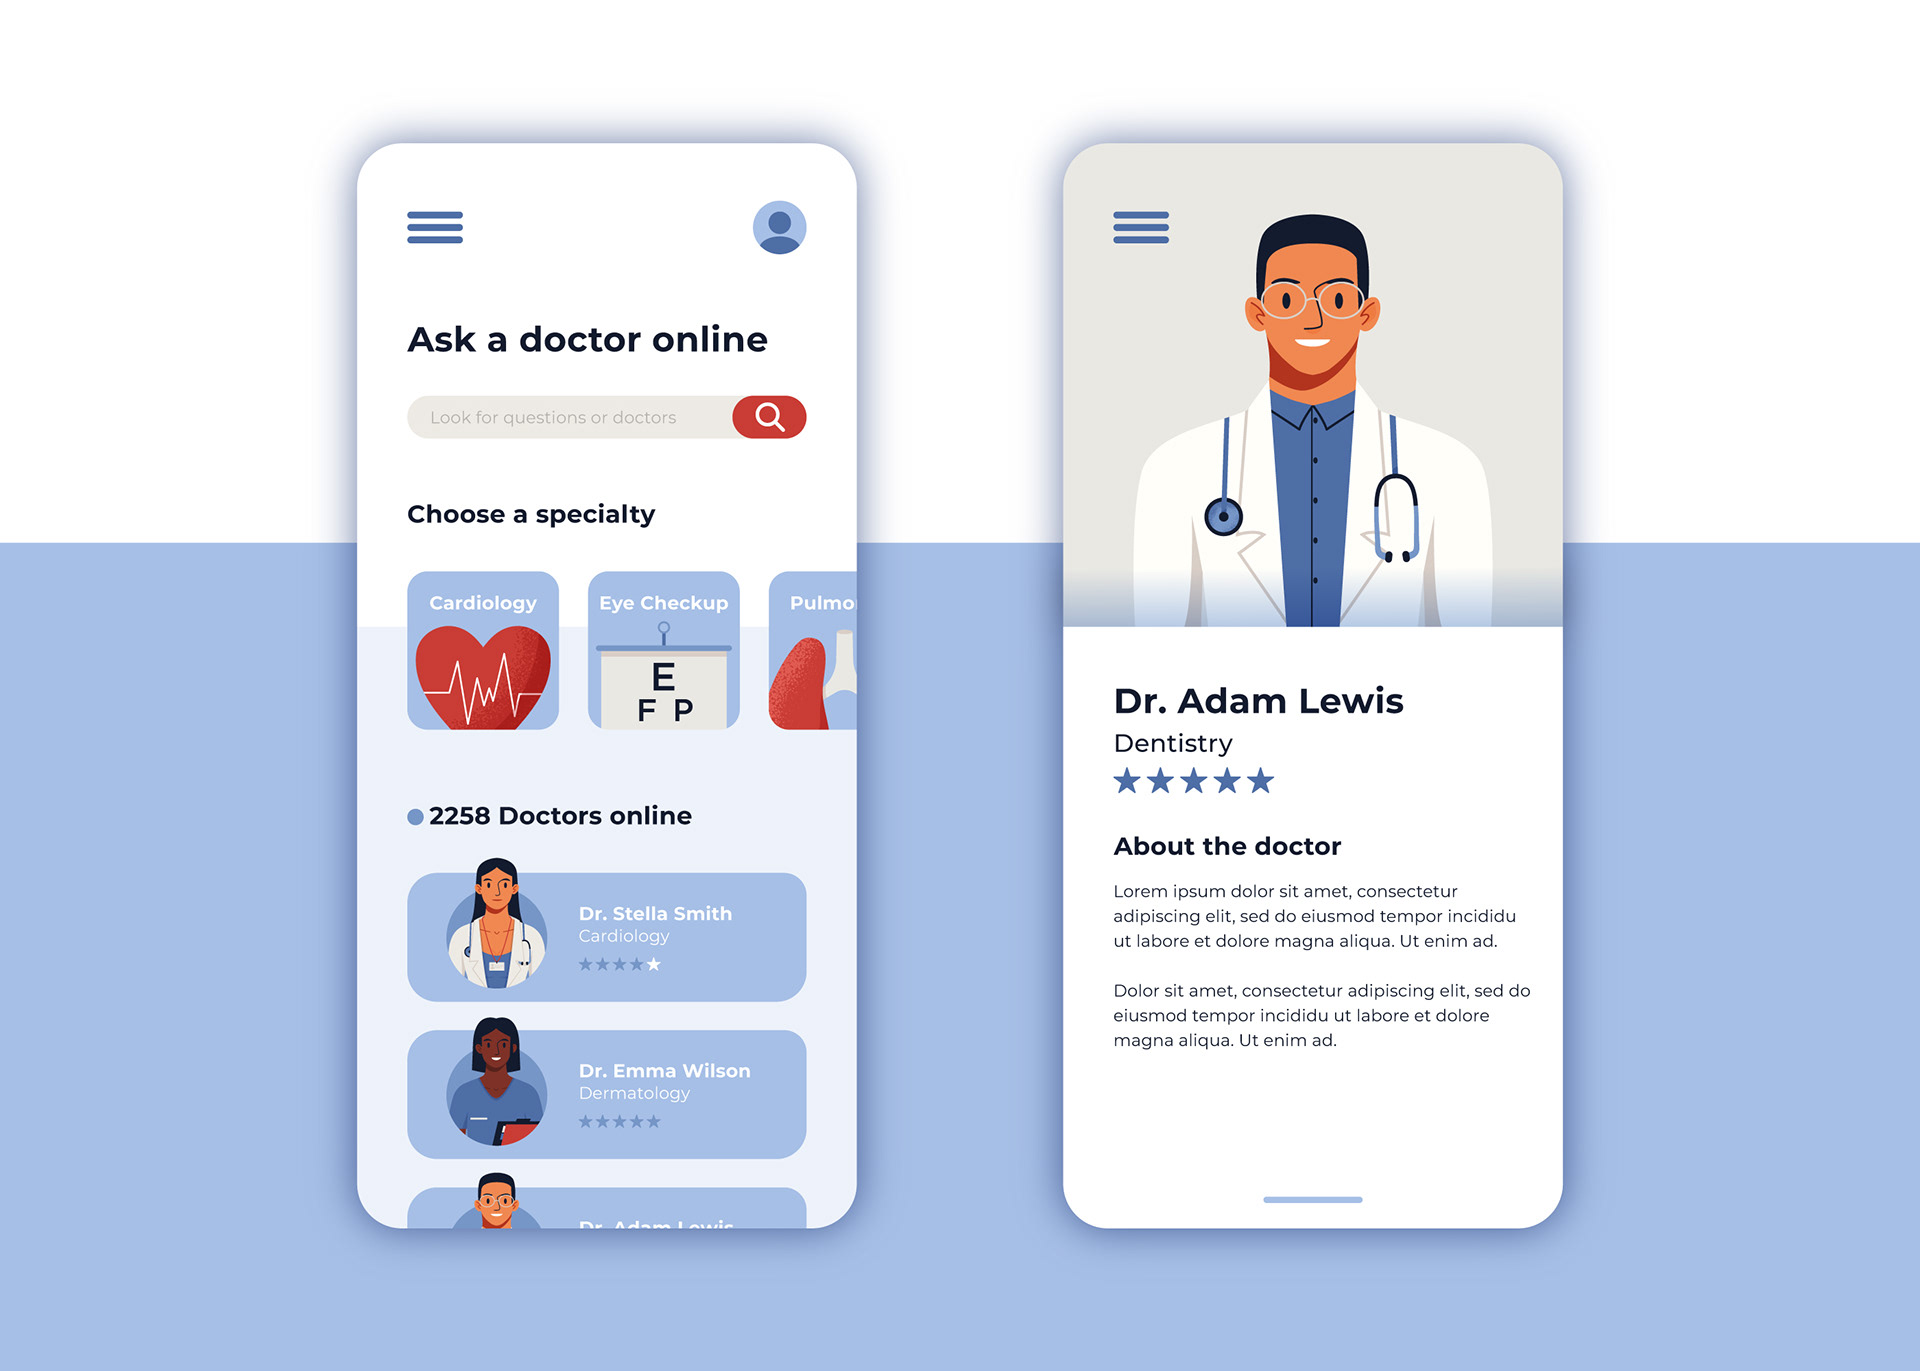 Ask a doctor online
Look for questions or doctors
Choose a specialty
Cardiology
Eye Checkup
Pulmo
E
F P
2258 Doctors online
Dr. Stella Smith
Cardiology
Dr. Emma Wilson
Dermatology
Dr. Adam Lewis
Dr. Adam Lewis
Dentistry
About the doctor
Lorem ipsum dolor sit amet, consectetur
adipiscing elit, sed do eiusmod tempor incididu
ut labore et dolore magna aliqua. Ut enim ad.
Dolor sit amet, consectetur adipiscing elit, sed do
eiusmod tempor incididu ut labore et dolore
magna aliqua. Ut enim ad.